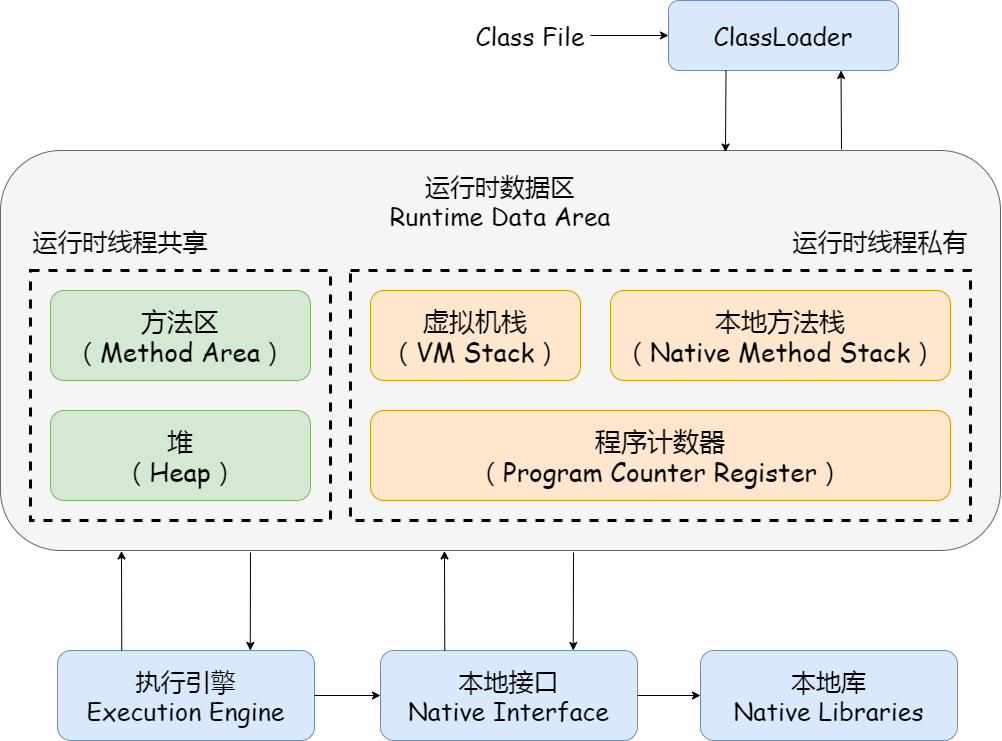 Class File
ClassLoader
运行时数据区
Runtime Data Area
运行时线程共享
运行时线程私有
方法区
（ Method Area ）
虚拟机栈
（ VM Stack ）
本地方法栈
（ Native Method Stack ）
堆
（ Heap ）
程序计数器
（ Program Counter Register ）
执行引擎
Execution Engine
本地接口
Native Interface
本地库
Native Libraries